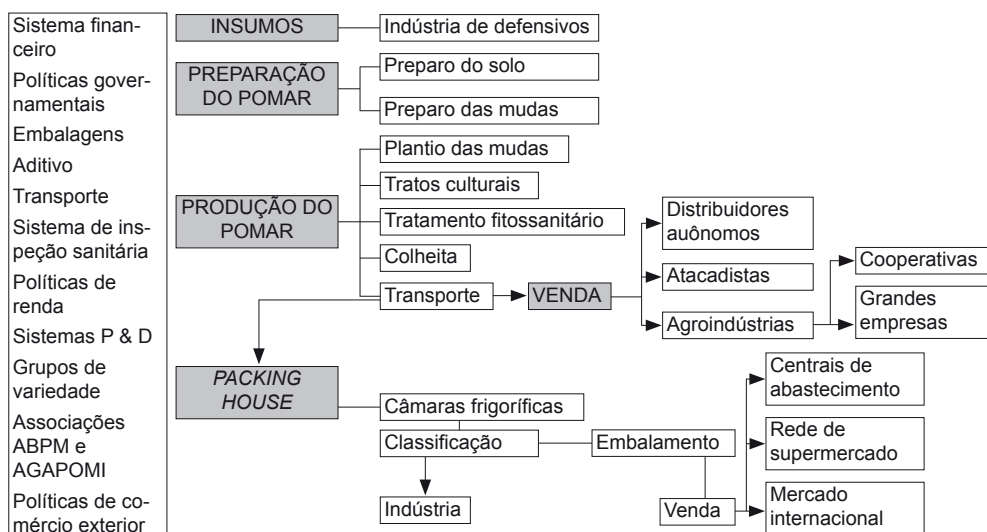 Sistema finan-
ceiro
Políticas gover-
namentais
Embalagens
Aditivo
Transporte
Sistema de ins-
peção sanitária
Políticas de
renda
Sistemas P & D
Grupos de
variedade
Associações
ABPM e
AGAPOMI
Políticas de co-
mércio exterior
INSUMOS
Indústria de defensivos
PREPARAÇÃO
DO POMAR
Preparo do solo
Preparo das mudas
PRODUÇÃO DO
POMAR
Plantio das mudas
Tratos culturais
Tratamento fitossanitário
Colheita
Transporte
VENDA
Distribuidores
auônomos
Atacadistas
Agroindústrias
Cooperativas
Grandes
empresas
PACKING
HOUSE
Câmaras frigoríficas
Classificação
Indústria
Embalamento
Venda
Centrais de
abastecimento
Rede de
supermercado
Mercado
internacional